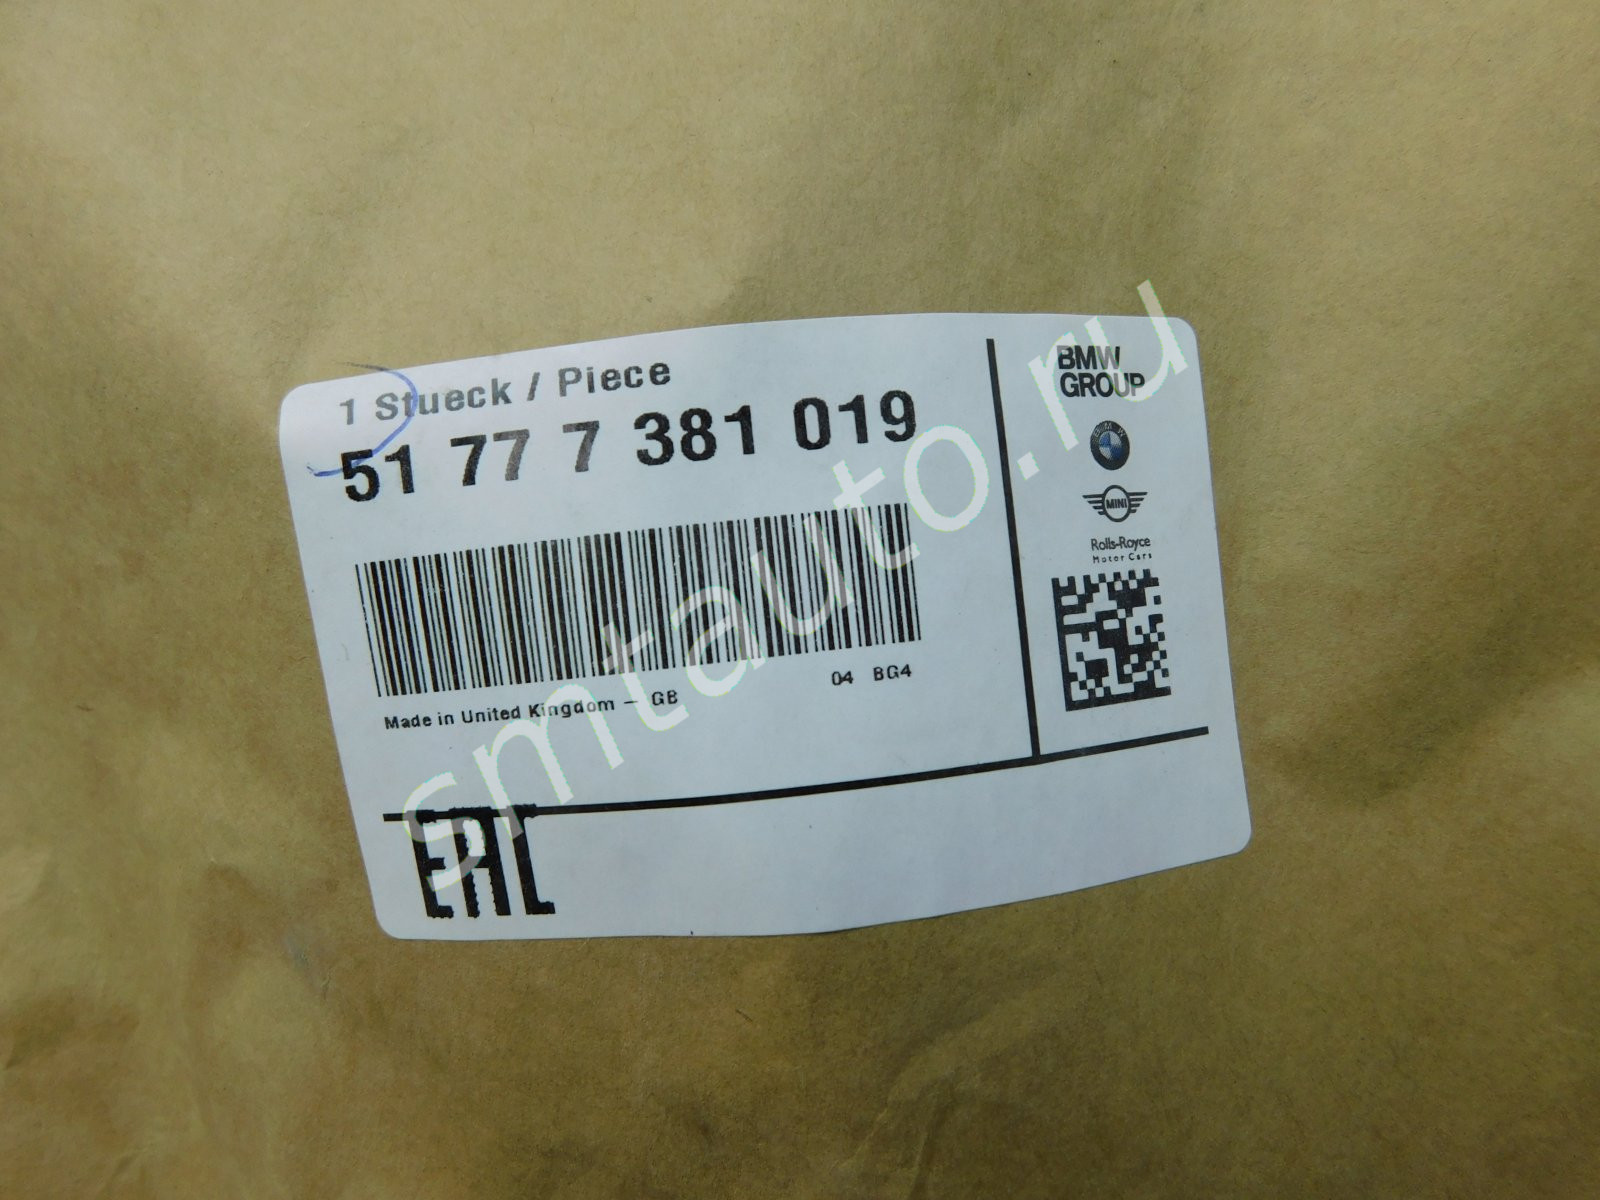 1 Stueck / Piece
51 77 7 381 019
04 BG4
Made in United Kingdom - GB
BMW
GROUP
MINI
Rolls-Royce
Motor Cars
EAC
smtauto.ru